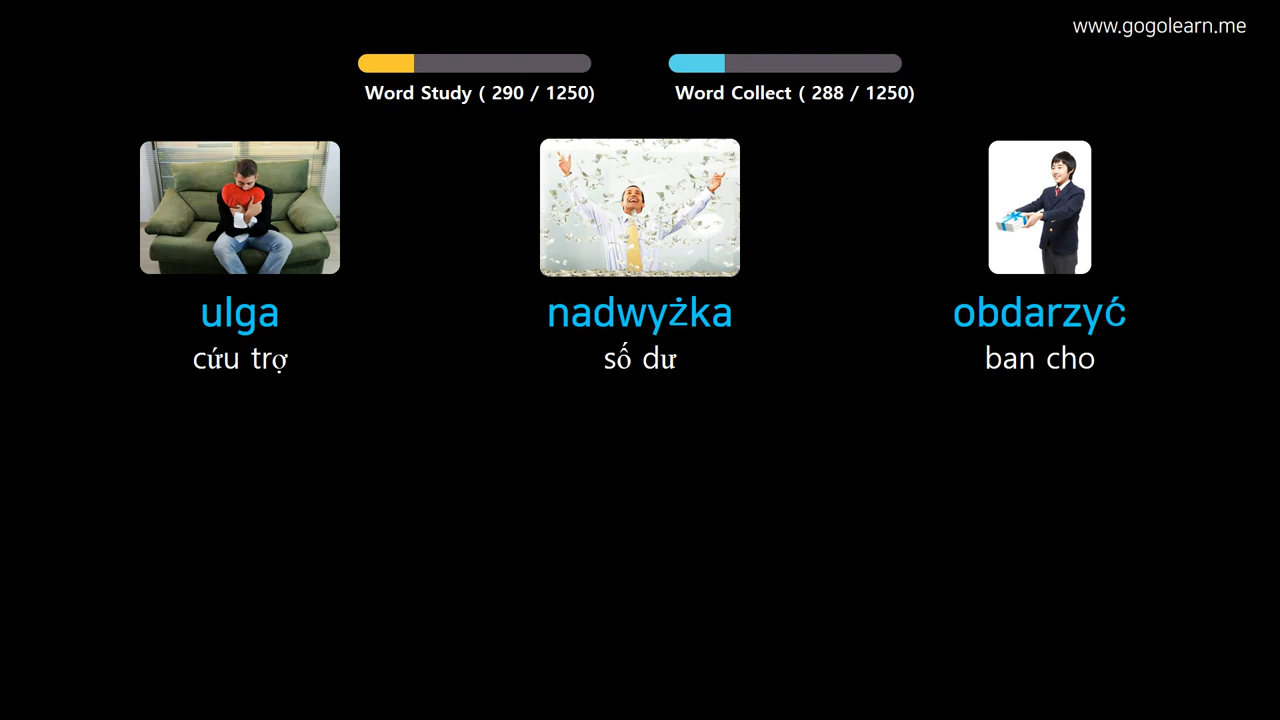 www.gogolearn.me
Word Study ( 290 / 1250)
Word Collect ( 288 / 1250)
ulga
nadwyżka
obdarzyć
cứu trợ
số dư
ban cho